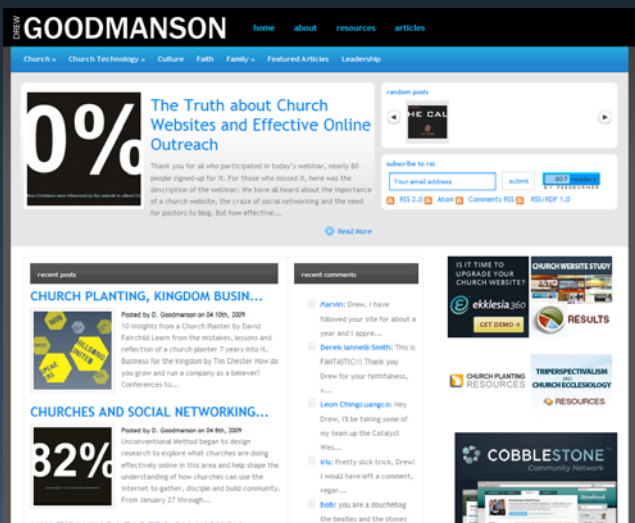 DREW GOODMANSON
home about resources articles
Church » Church Technology » Culture Faith Family » Featured Articles Leadership
0%
The Truth about Church
Websites and Effective Online
Outreach
Thank you for all who participated in today's webinar, nearly 80
people signed up for it. For those who missed it, here was the
description of the webinar: We have all heard about the importance
of a church website, the craze of social networking and the need
for pastors to blog. But how effective...
Read More
random posts
HE CAL
subscribe to rss
Your email address
submit
607 readers
BY FEEDBURNER
RSS 2.0 Atom Comments RSS RSS/RDF 1.0
recent posts
CHURCH PLANTING, KINGDOM BUSIN...
WIN
HILLSONG
UNITED
SPEAK
Posted by D. Goodmanson on 04 10th, 2009
10 Insights from a Church Planter by David
Fairchild Learn from the mistakes, lessons and
reflection of a church planter 7 years into it.
Business for the kingdom by Tim Chester How do
you grow and run a company as a believer?
Conferences to...
CHURCHES AND SOCIAL NETWORKING...
82%
Posted by D. Goodmanson on 04 8th, 2009
Unconventional Method began to design
research to explore what churches are doing
effectively online in this area and help shape the
understanding of how churches can use the
internet to gather, disciple and build community.
From January 27 through...
recent comments
Marvin: Drew, I have
followed your site for about a
year and I appre...
Derek Iannelli-Smith: This is
FANTASTIC!!! Thank you
Drew for your faithfulness,
v...
Leon Chingcuangco: Hey
Drew, I'll be taking some of
my team up the Catalyst
Wes...
iris: Pretty slick trick, Drew!
I would have left a comment,
regar...
bob: you are a douchebag
the beatles and the stones
IS IT TIME TO
UPGRADE YOUR
CHURCH WEBSITE?
ekklesia360
GET DEMO
CHURCH WEBSITE STUDY
RESULTS
CHURCH PLANTING
RESOURCES
TRIPERSPECTIVALISM
AND
CHURCH ECCLESIOLOGY
RESOURCES
COBBLESTONE
Community Network